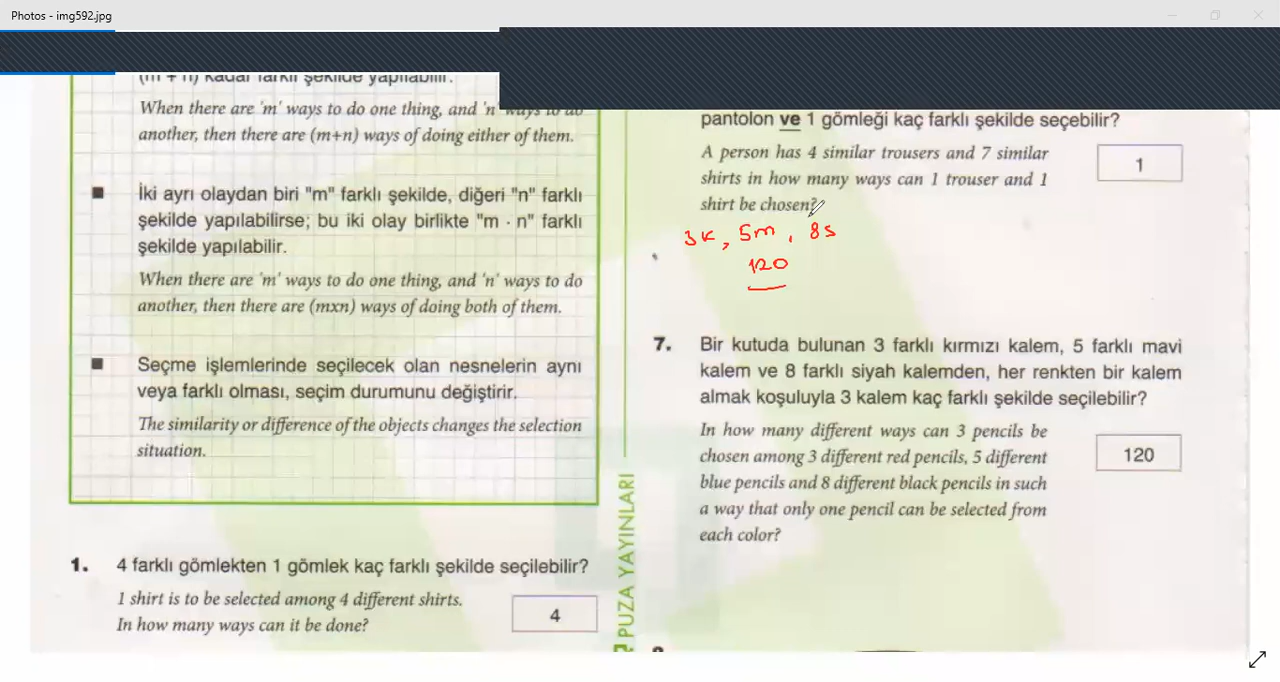 Photos - img592.jpg
(m + n) kadar farklı şekilde yapılabilir.
When there are 'm' ways to do one thing, and 'n' ways to do
another, then there are (m+n) ways of doing either of them.
■ İki ayrı olaydan biri "m" farklı şekilde, diğeri "n" farklı
şekilde yapılabilirse; bu iki olay birlikte "m · n" farklı
şekilde yapılabilir.
When there are 'm' ways to do one thing, and 'n' ways to do
another, then there are (mxn) ways of doing both of them.
■ Seçme işlemlerinde seçilecek olan nesnelerin aynı
veya farklı olması, seçim durumunu değiştirir.
The similarity or difference of the objects changes the selection
situation.
1. 4 farklı gömlekten 1 gömlek kaç farklı şekilde seçilebilir?
1 shirt is to be selected among 4 different shirts.
In how many ways can it be done?
4
PUZA YAYINLARI
pantolon ve 1 gömleği kaç farklı şekilde seçebilir?
A person has 4 similar trousers and 7 similar
shirts in how many ways can 1 trouser and 1
shirt be chosen?
1
3K, 5m, 8s
120
7. Bir kutuda bulunan 3 farklı kırmızı kalem, 5 farklı mavi
kalem ve 8 farklı siyah kalemden, her renkten bir kalem
almak koşuluyla 3 kalem kaç farklı şekilde seçilebilir?
In how many different ways can 3 pencils be
chosen among 3 different red pencils, 5 different
blue pencils and 8 different black pencils in such
a way that only one pencil can be selected from
each color?
120